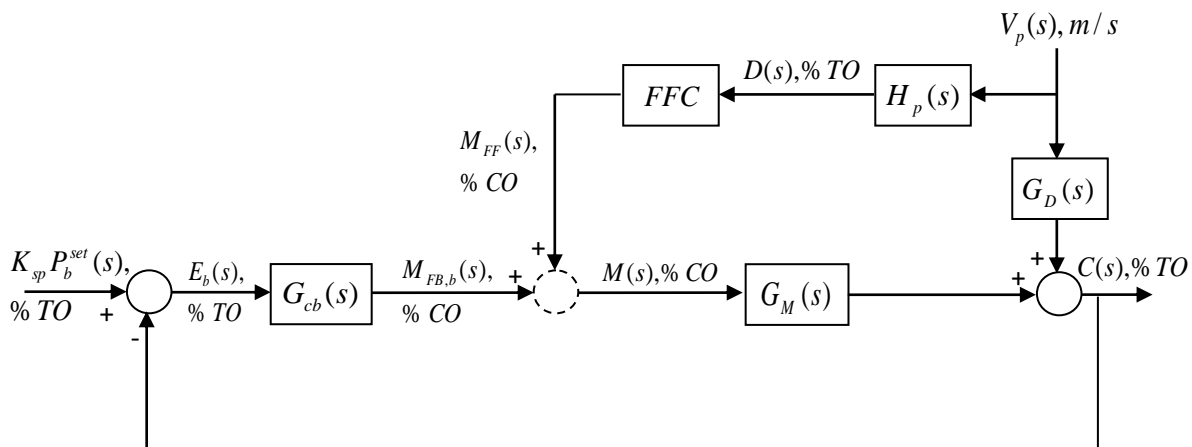 V_p(s), m/s
D(s),% TO
FFC
H_p(s)
M_FF(s),
% CO
G_D(s)
K_sp P_b^set(s),
% TO
+
-
E_b(s),
% TO
G_cb(s)
M_FB,b(s),
% CO
+
+
M(s),% CO
G_M(s)
+
+
C(s),% TO